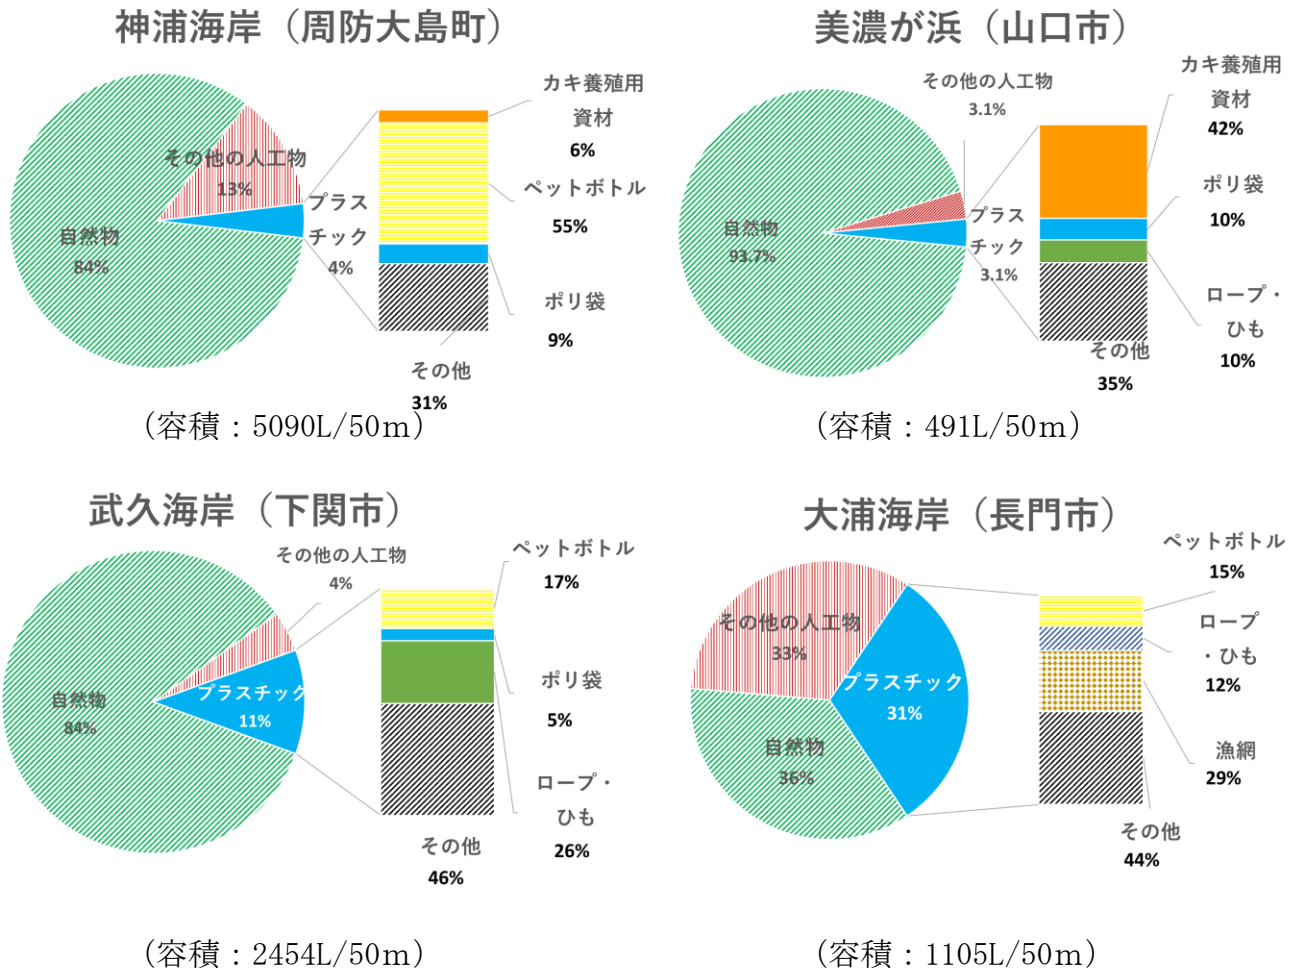 神浦海岸（周防大島町）
カキ養殖用
資材
6%
その他の人工物
13%
ペットボトル
55%
プラス
チック
4%
自然物
84%
ポリ袋
9%
その他
31%
（容積：5090L/50m）
美濃が浜（山口市）
その他の人工物
3.1%
カキ養殖用
資材
42%
ポリ袋
10%
プラス
チック
3.1%
自然物
93.7%
ロープ・
ひも
10%
その他
35%
（容積：491L/50m）
武久海岸（下関市）
その他の人工物
4%
ペットボトル
17%
自然物
84%
プラスチック
11%
ポリ袋
5%
ロープ・
ひも
26%
その他
46%
（容積：2454L/50m）
大浦海岸（長門市）
ペットボトル
15%
その他の人工物
33%
ロープ
・ひも
12%
プラスチック
31%
自然物
36%
漁網
29%
その他
44%
（容積：1105L/50m）